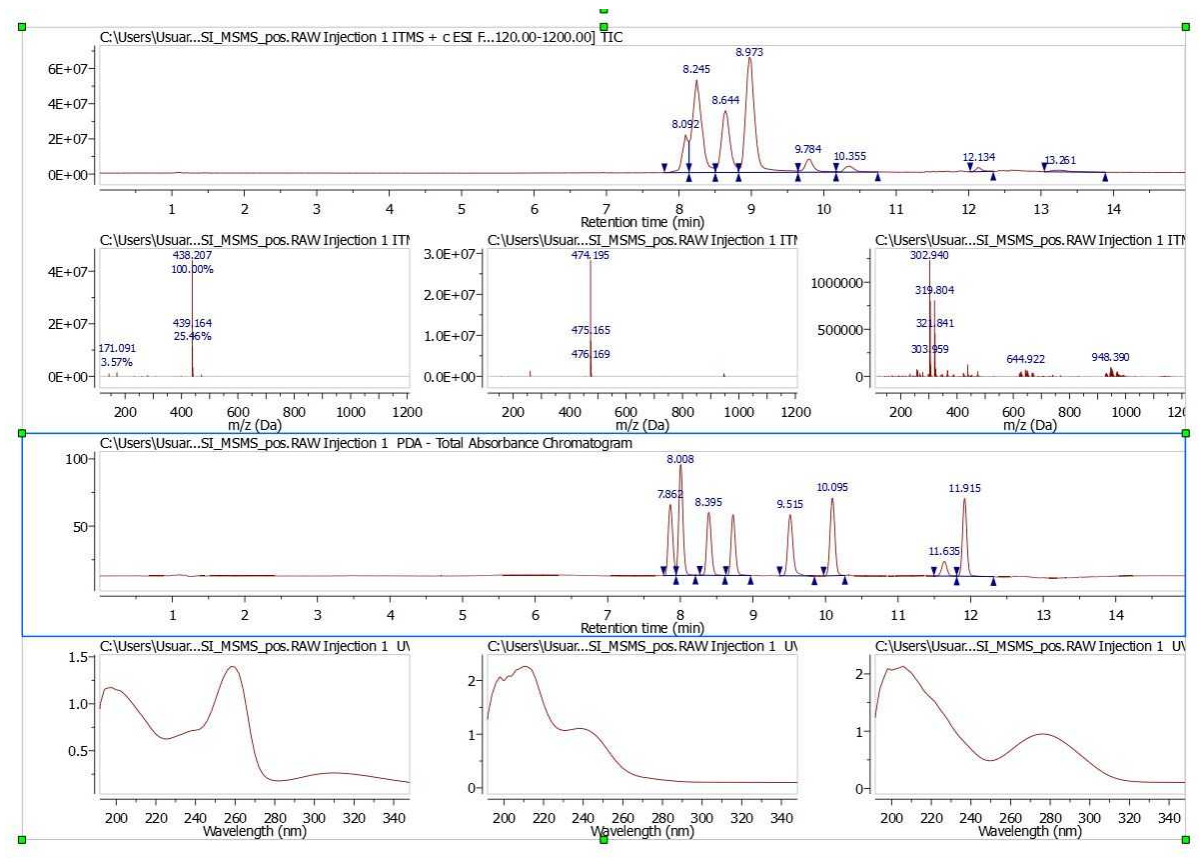 C:\Users\Usuar...SI_MSMS_pos.RAW Injection 1 ITMS + c ESI F...120.00-1200.00] TIC
8.973
8.245
8.644
8.092
9.784
10.355
12.134
13.261
6E+07
4E+07
2E+07
0E+00
1 2 3 4 5 6 7 8 9 10 11 12 13 14
Retention time (min)
C:\Users\Usuar...SI_MSMS_pos.RAW Injection 1 ITM
438.207
100.00%
439.164
25.46%
171.091
3.57%
4E+07
2E+07
0E+00
200 400 600 800 1000 1200
m/z (Da)
C:\Users\Usuar...SI_MSMS_pos.RAW Injection 1 ITM
474.195
475.165
476.169
3.0E+07
2.0E+07
1.0E+07
0.0E+00
200 400 600 800 1000 1200
m/z (Da)
C:\Users\Usuar...SI_MSMS_pos.RAW Injection 1 ITM
302.940
319.804
321.841
303.959
644.922
948.390
1000000
500000
0
200 400 600 800 1000 120
m/z (Da)
C:\Users\Usuar...SI_MSMS_pos.RAW Injection 1 PDA - Total Absorbance Chromatogram
8.008
7.862
8.395
9.515
10.095
11.635
11.915
100
50
1 2 3 4 5 6 7 8 9 10 11 12 13 14
Retention time (min)
C:\Users\Usuar...SI_MSMS_pos.RAW Injection 1 UV
1.5
1.0
0.5
200 220 240 260 280 300 320 340
Wavelength (nm)
C:\Users\Usuar...SI_MSMS_pos.RAW Injection 1 UV
2
1
0
200 220 240 260 280 300 320 340
Wavelength (nm)
C:\Users\Usuar...SI_MSMS_pos.RAW Injection 1 UV
2
1
0
200 220 240 260 280 300 320 340
Wavelength (nm)